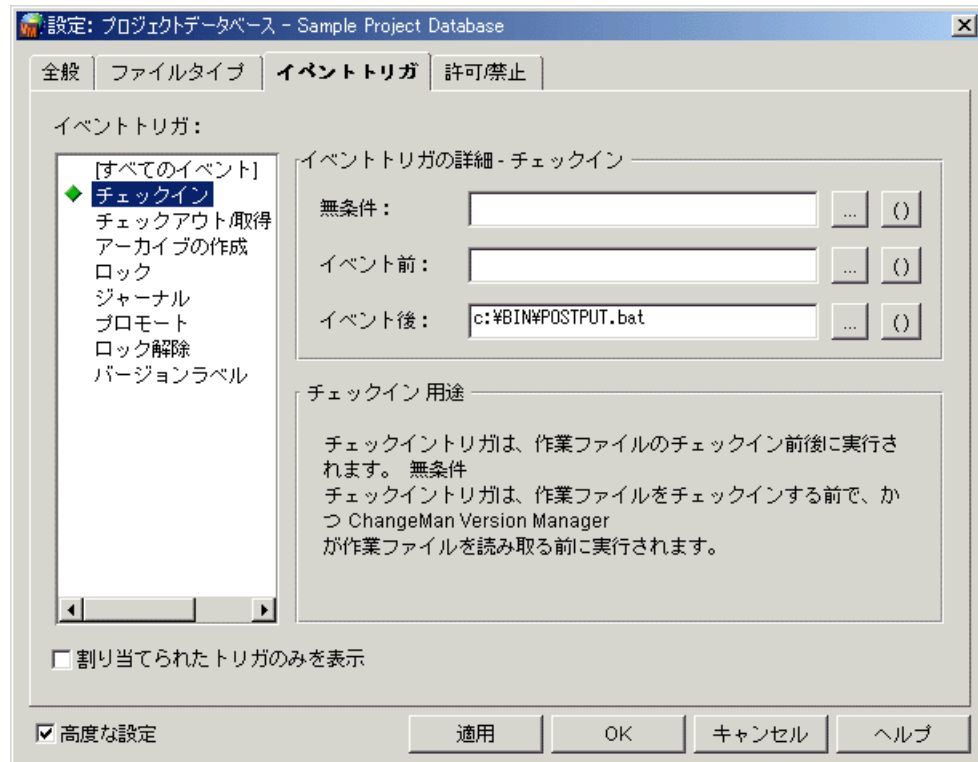 設定: プロジェクトデータベース - Sample Project Database
全般
ファイルタイプ
イベントトリガ
許可/禁止
イベントトリガ:
[すべてのイベント]
チェックイン
チェックアウト/取得
アーカイブの作成
ロック
ジャーナル
プロモート
ロック解除
バージョンラベル
イベントトリガの詳細 - チェックイン
無条件:
... ()
イベント前:
... ()
イベント後:
c:¥BIN¥POSTPUT.bat
... ()
チェックイン 用途
チェックイントリガは、作業ファイルのチェックイン前後に実行さ
れます。 無条件
チェックイントリガは、作業ファイルをチェックインする前で、か
つ ChangeMan Version Manager
が作業ファイルを読み取る前に実行されます。
割り当てられたトリガのみを表示
高度な設定
適用
OK
キャンセル
ヘルプ